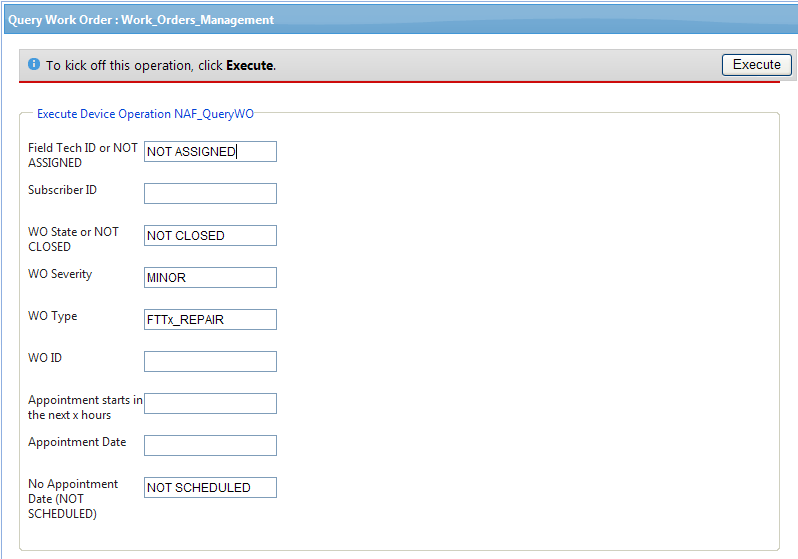 Query Work Order : Work_Orders_Management
To kick off this operation, click Execute.
Execute
Execute Device Operation NAF_QueryWO
Field Tech ID or NOT
ASSIGNED
NOT ASSIGNED
Subscriber ID
WO State or NOT
CLOSED
NOT CLOSED
WO Severity
MINOR
WO Type
FTTx_REPAIR
WO ID
Appointment starts in
the next x hours
Appointment Date
No Appointment
Date (NOT
SCHEDULED)
NOT SCHEDULED